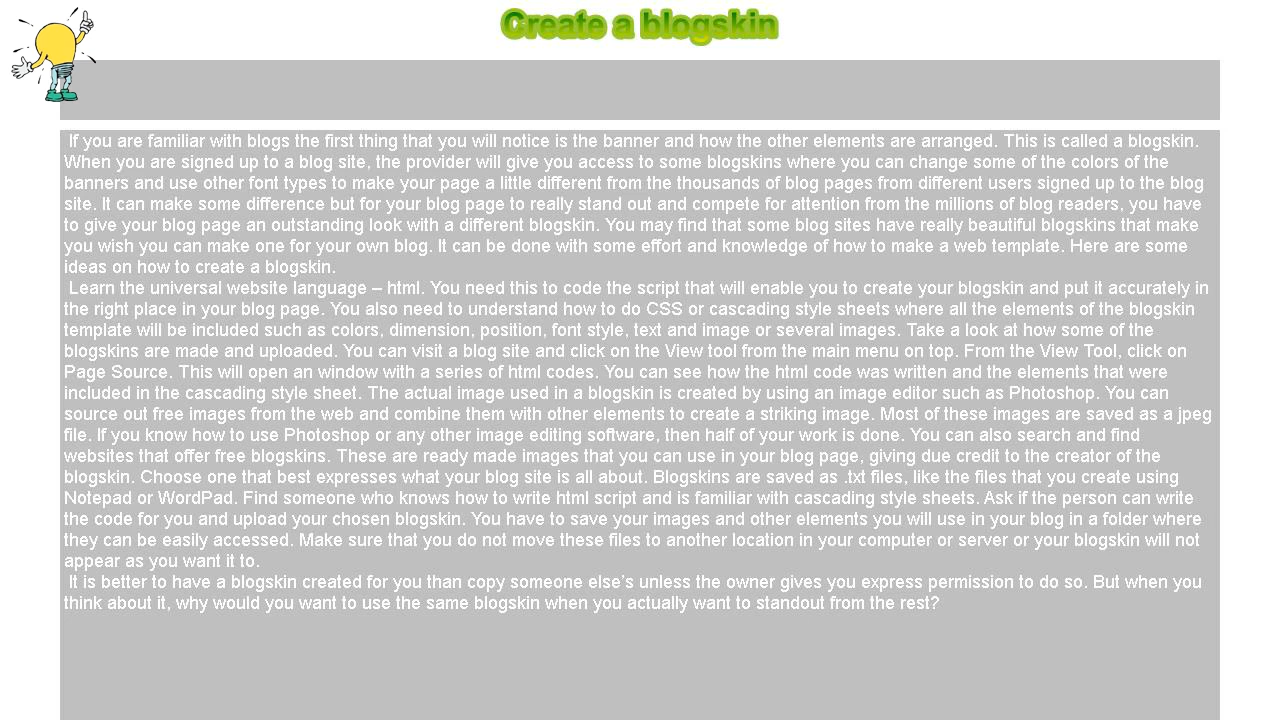 Create a blogskin
If you are familiar with blogs the first thing that you will notice is the banner and how the other elements are arranged. This is called a blogskin.
When you are signed up to a blog site, the provider will give you access to some blogskins where you can change some of the colors of the
banners and use other font types to make your page a little different from the thousands of blog pages from different users signed up to the blog
site. It can make some difference but for your blog page to really stand out and compete for attention from the millions of blog readers, you have
to give your blog page an outstanding look with a different blogskin. You may find that some blog sites have really beautiful blogskins that make
you wish you can make one for your own blog. It can be done with some effort and knowledge of how to make a web template. Here are some
ideas on how to create a blogskin.
Learn the universal website language – html. You need this to code the script that will enable you to create your blogskin and put it accurately in
the right place in your blog page. You also need to understand how to do CSS or cascading style sheets where all the elements of the blogskin
template will be included such as colors, dimension, position, font style, text and image or several images. Take a look at how some of the
blogskins are made and uploaded. You can visit a blog site and click on the View tool from the main menu on top. From the View Tool, click on
Page Source. This will open an window with a series of html codes. You can see how the html code was written and the elements that were
included in the cascading style sheet. The actual image used in a blogskin is created by using an image editor such as Photoshop. You can
source out free images from the web and combine them with other elements to create a striking image. Most of these images are saved as a jpeg
file. If you know how to use Photoshop or any other image editing software, then half of your work is done. You can also search and find
websites that offer free blogskins. These are ready made images that you can use in your blog page, giving due credit to the creator of the
blogskin. Choose one that best expresses what your blog site is all about. Blogskins are saved as .txt files, like the files that you create using
Notepad or WordPad. Find someone who knows how to write html script and is familiar with cascading style sheets. Ask if the person can write
the code for you and upload your chosen blogskin. You have to save your images and other elements you will use in your blog in a folder where
they can be easily accessed. Make sure that you do not move these files to another location in your computer or server or your blogskin will not
appear as you want it to.
It is better to have a blogskin created for you than copy someone else's unless the owner gives you express permission to do so. But when you
think about it, why would you want to use the same blogskin when you actually want to standout from the rest?